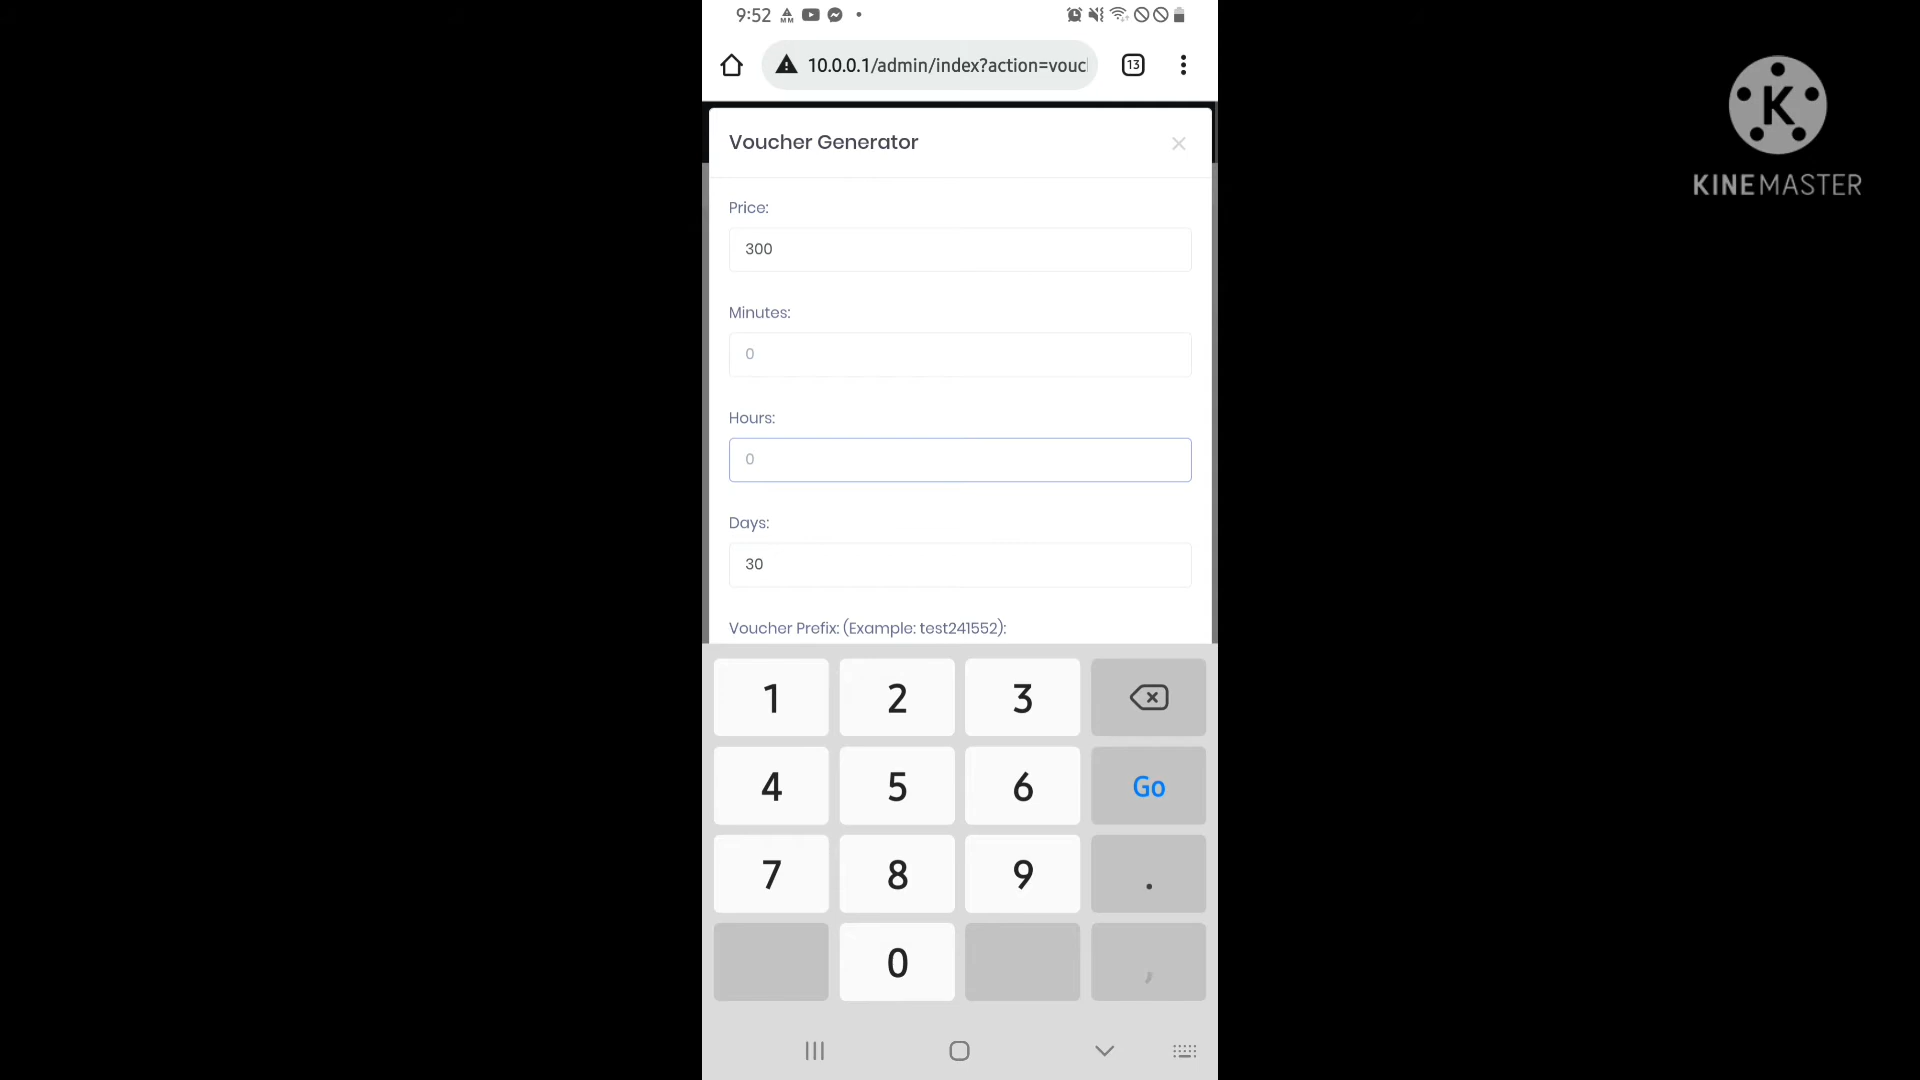 9:52
10.0.0.1/admin/index?action=vouc
13
K
KINEMASTER
Voucher Generator
Price:
300
Minutes:
0
Hours:
0
Days:
30
Voucher Prefix: (Example: test241552):
1 2 3
4 5 6 Go
7 8 9 .
0 ,